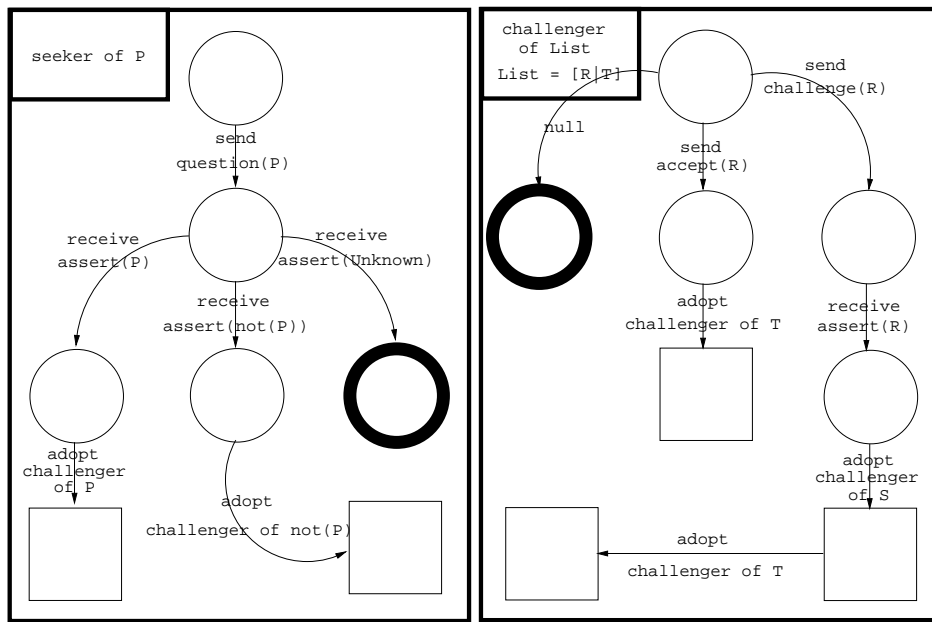 seeker of P
send
question(P)
receive
assert(P)
receive
assert(Unknown)
receive
assert(not(P))
adopt
challenger
of P
adopt
challenger of not(P)
challenger
of List
List = [R|T]
send
challenge(R)
null
send
accept(R)
adopt
challenger of T
receive
assert(R)
adopt
challenger
of S
adopt
challenger of T